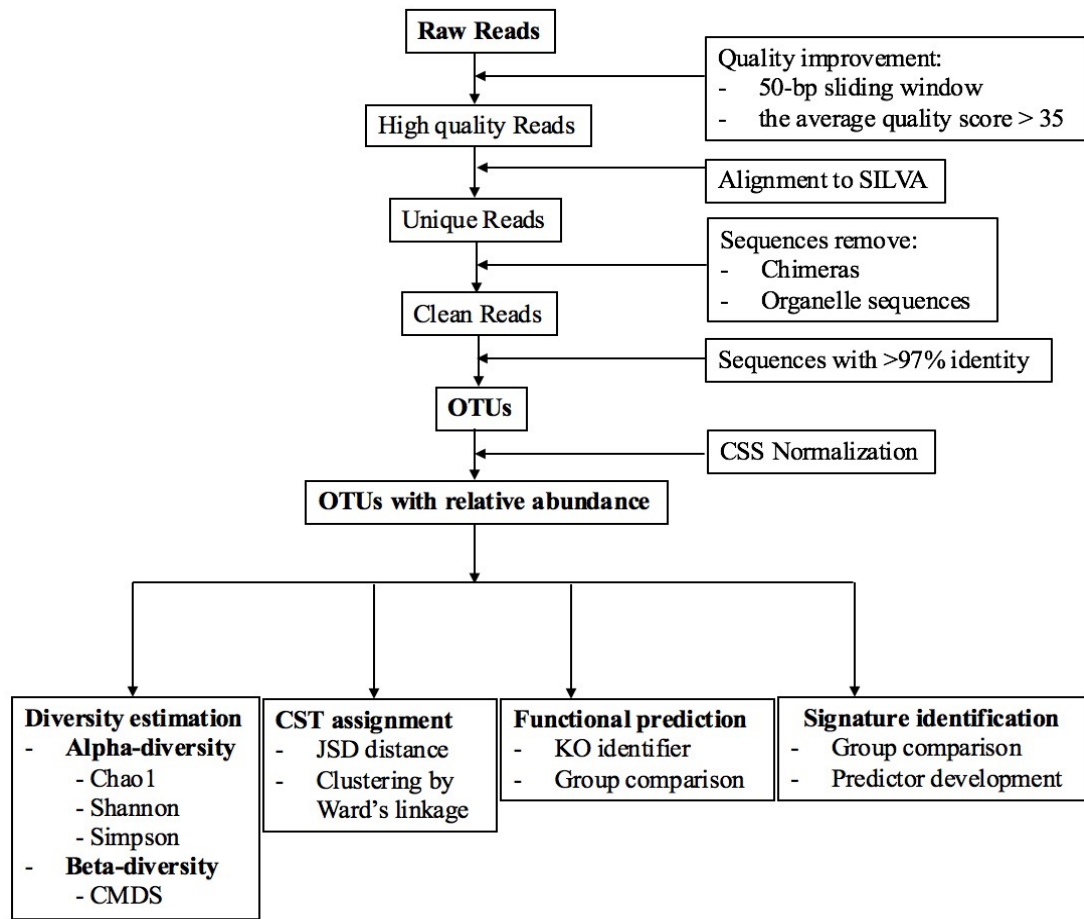 Raw Reads
Quality improvement:
- 50-bp sliding window
- the average quality score > 35
High quality Reads
Alignment to SILVA
Unique Reads
Sequences remove:
- Chimeras
- Organelle sequences
Clean Reads
Sequences with >97% identity
OTUs
CSS Normalization
OTUs with relative abundance
Diversity estimation
- Alpha-diversity
- Chao1
- Shannon
- Simpson
- Beta-diversity
- CMDS
CST assignment
- JSD distance
- Clustering by
Ward's linkage
Functional prediction
- KO identifier
- Group comparison
Signature identification
- Group comparison
- Predictor development